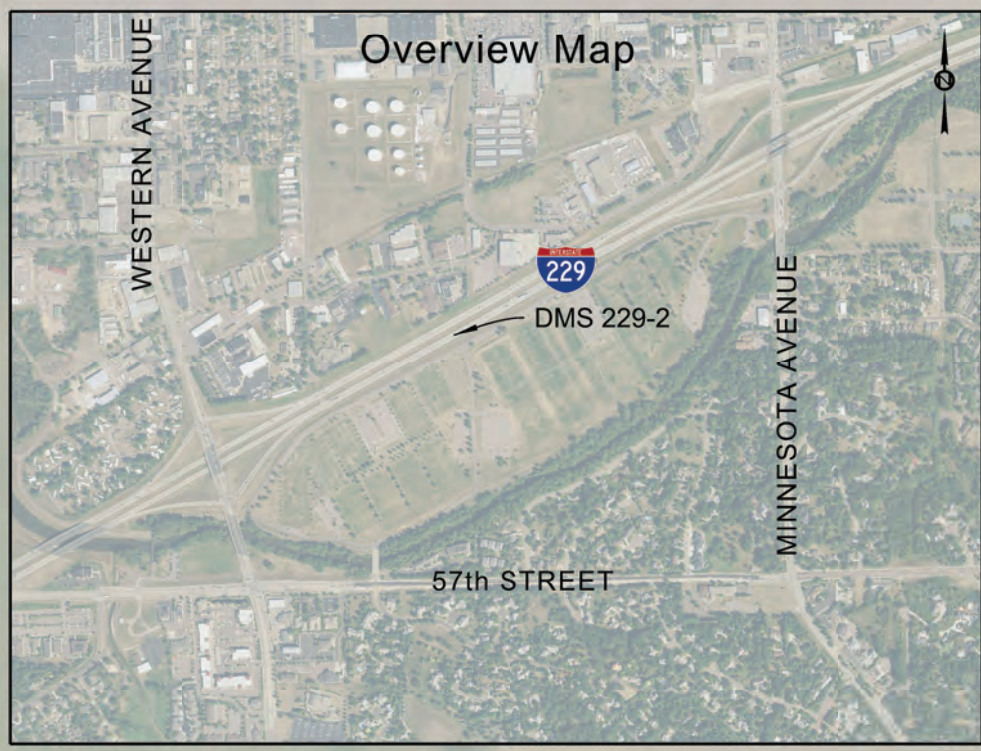 Overview Map
WESTERN AVENUE
N
INTERSTATE
229
DMS 229-2
MINNESOTA AVENUE
57th STREET